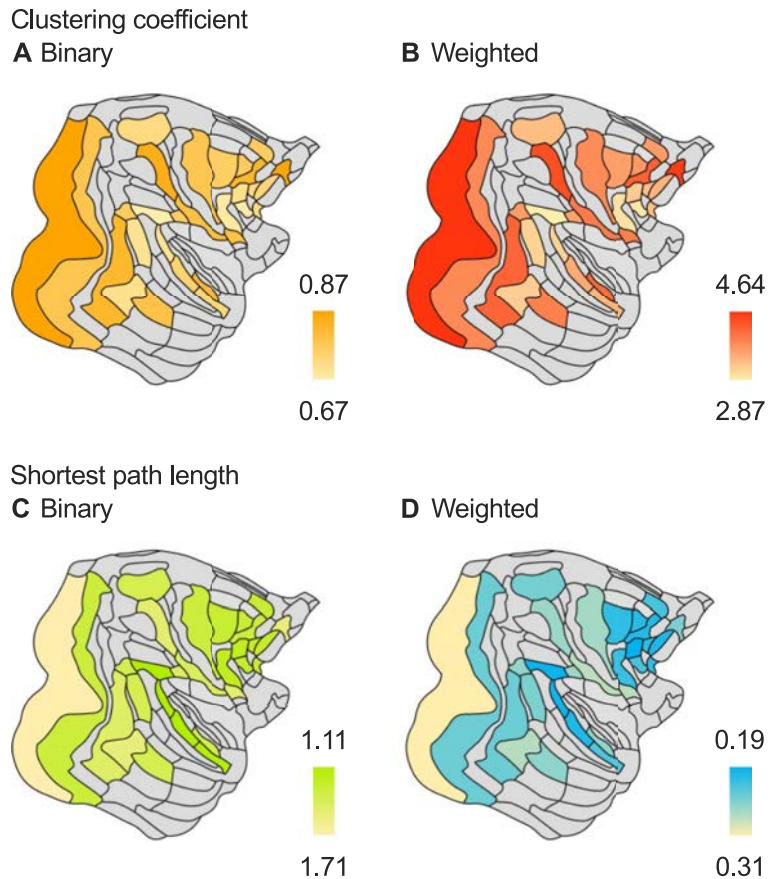 Clustering coefficient
A Binary
B Weighted
0.87
0.67
4.64
2.87
Shortest path length
C Binary
D Weighted
1.11
1.71
0.19
0.31